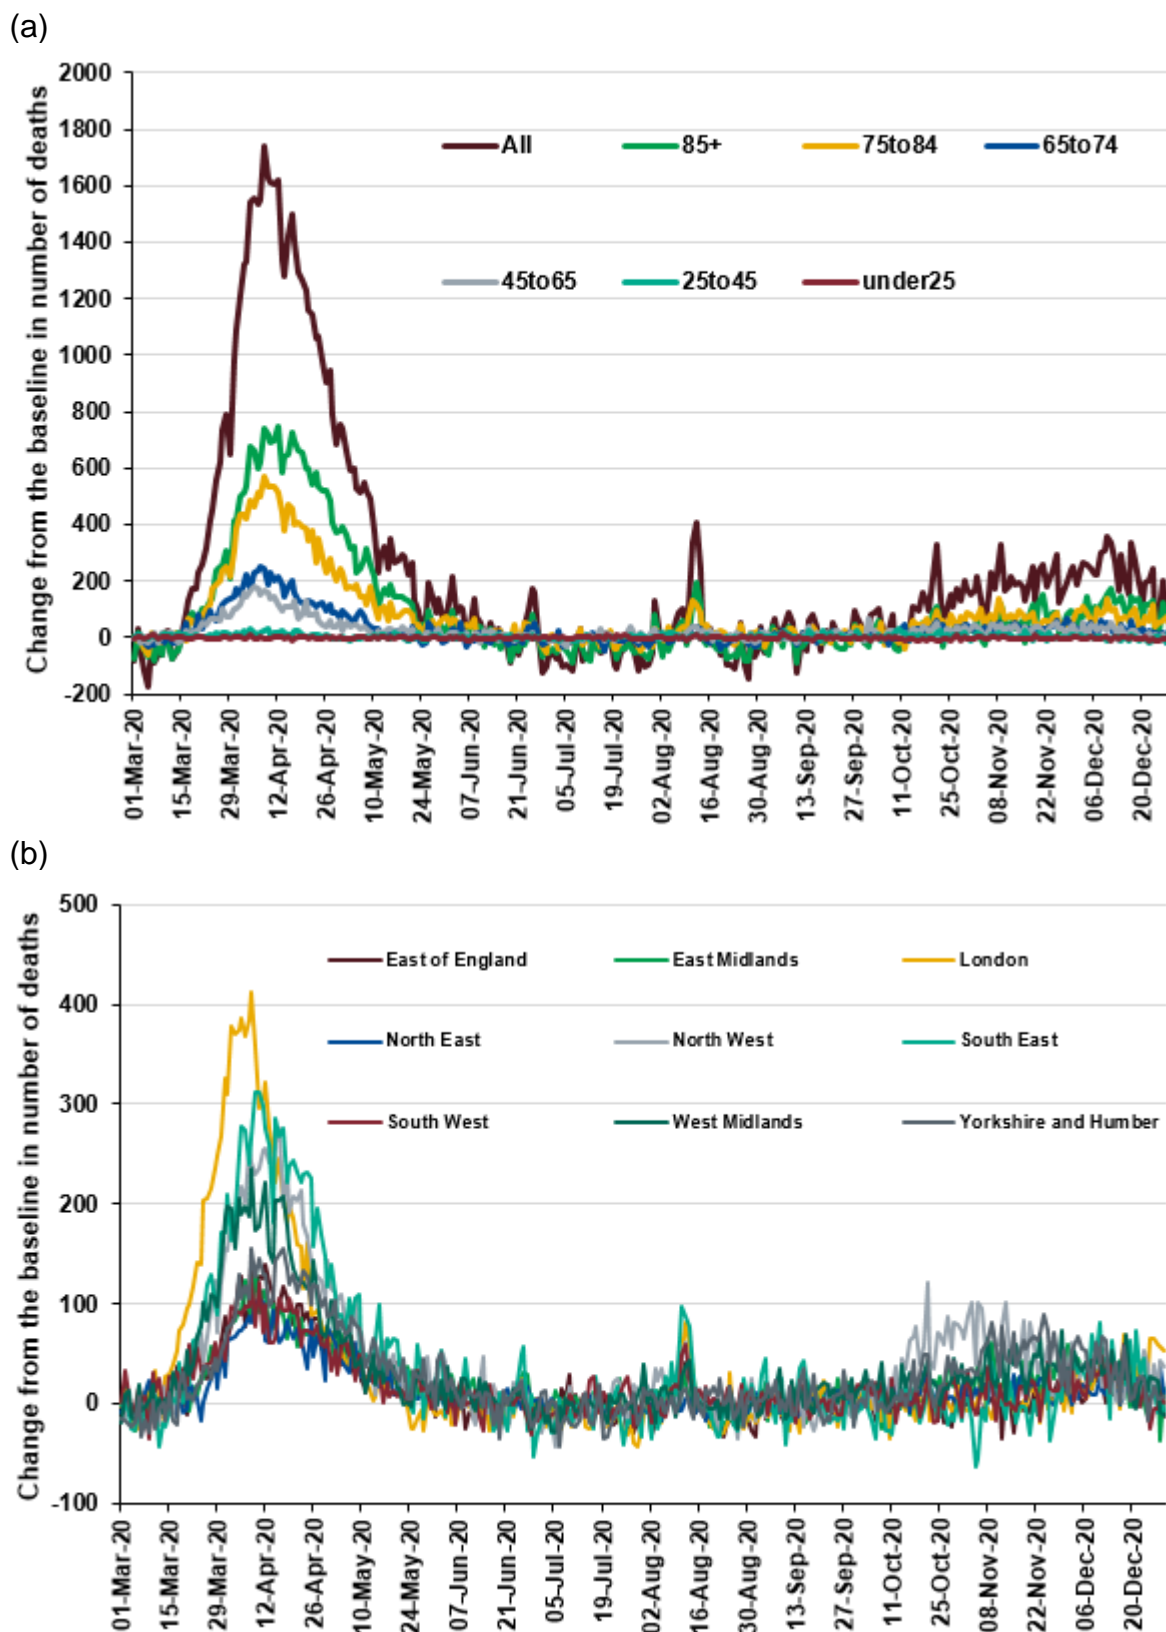 (a)
Change from the baseline in number of deaths
2000
1800
1600
1400
1200
1000
800
600
400
200
0
-200
All 85+ 75to84 65to74
45to65 25to45 under25
01-Mar-20 15-Mar-20 29-Mar-20 12-Apr-20 26-Apr-20 10-May-20 24-May-20 07-Jun-20 21-Jun-20 05-Jul-20 19-Jul-20 02-Aug-20 16-Aug-20 30-Aug-20 13-Sep-20 27-Sep-20 11-Oct-20 25-Oct-20 08-Nov-20 22-Nov-20 06-Dec-20 20-Dec-20
(b)
Change from the baseline in number of deaths
500
400
300
200
100
0
-100
East of England East Midlands London
North East North West South East
South West West Midlands Yorkshire and Humber
01-Mar-20 15-Mar-20 29-Mar-20 12-Apr-20 26-Apr-20 10-May-20 24-May-20 07-Jun-20 21-Jun-20 05-Jul-20 19-Jul-20 02-Aug-20 16-Aug-20 30-Aug-20 13-Sep-20 27-Sep-20 11-Oct-20 25-Oct-20 08-Nov-20 22-Nov-20 06-Dec-20 20-Dec-20